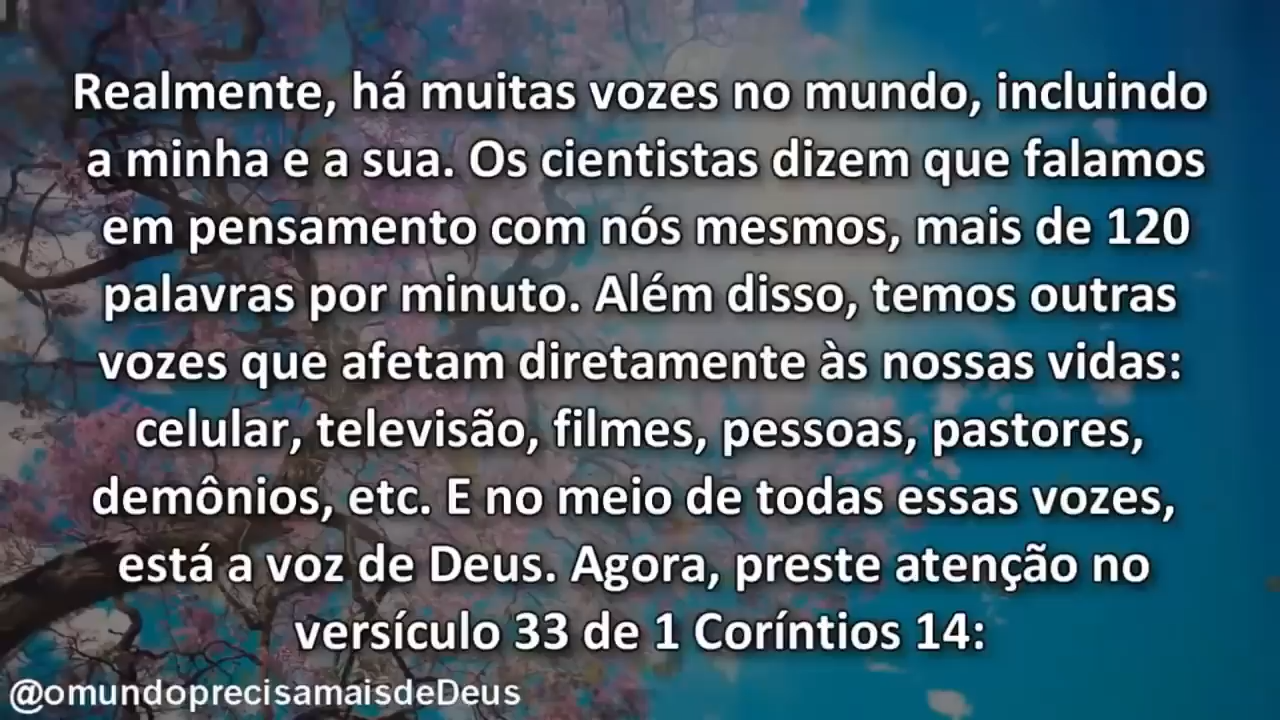 Realmente, há muitas vozes no mundo, incluindo
a minha e a sua. Os cientistas dizem que falamos
em pensamento com nós mesmos, mais de 120
palavras por minuto. Além disso, temos outras
vozes que afetam diretamente às nossas vidas:
celular, televisão, filmes, pessoas, pastores,
demônios, etc. E no meio de todas essas vozes,
está a voz de Deus. Agora, preste atenção no
versículo 33 de 1 Coríntios 14:
@omundoprecisamaisdeDeus